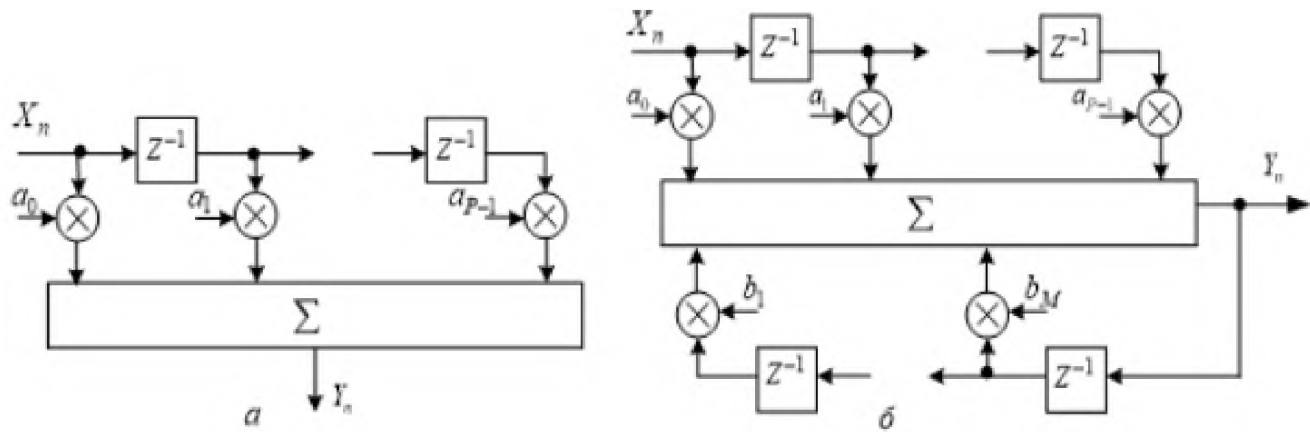 X_n
Z^{-1}
Z^{-1}
a_0
a_1
a_{P-1}
Σ
Y_n
а
X_n
Z^{-1}
Z^{-1}
a_0
a_1
a_{P-1}
Σ
Y_n
b_1
b_M
Z^{-1}
Z^{-1}
б